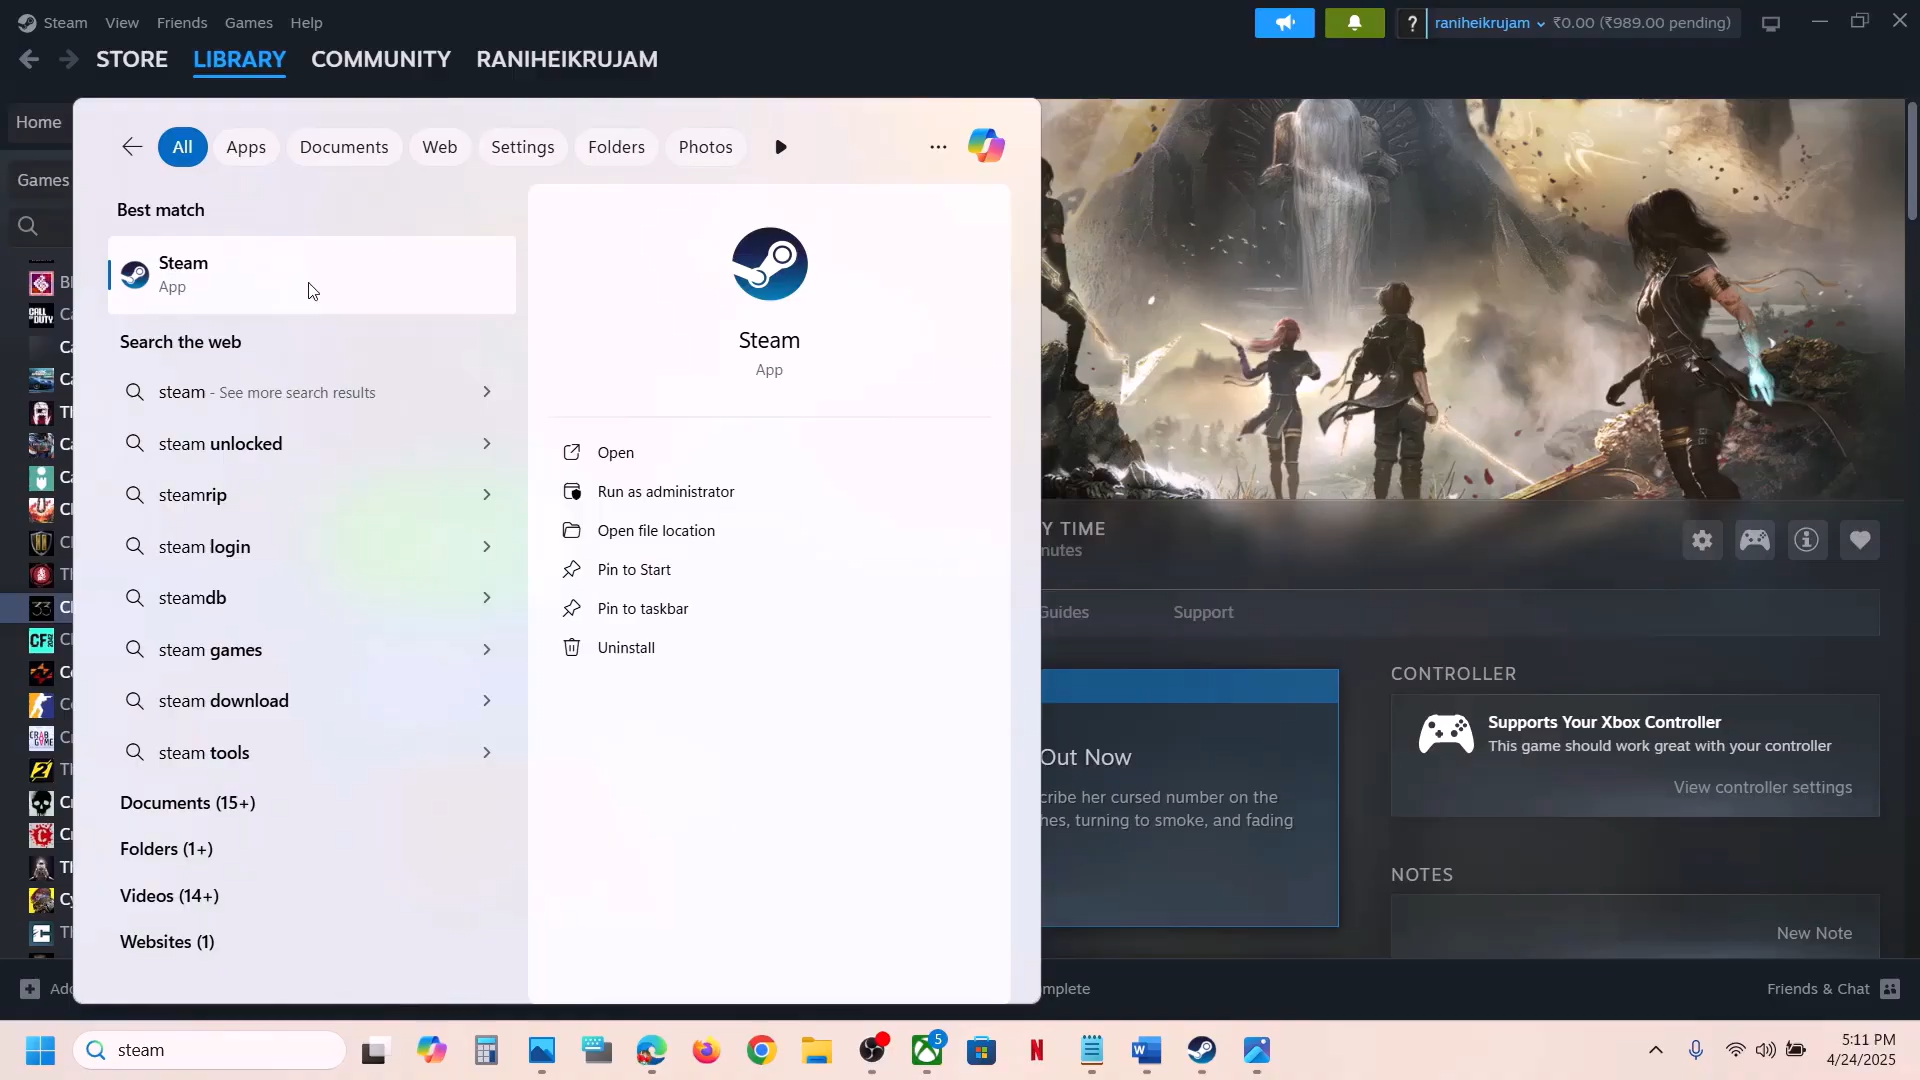 Steam View Friends Games Help
? raniheikrujam ₹0.00 (₹989.00 pending)
STORE LIBRARY COMMUNITY RANIHEIKRUJAM
Home
Games
All Apps Documents Web Settings Folders Photos
Best match
Steam
App
Search the web
steam - See more search results
steam unlocked
steamrip
steam login
steamdb
steam games
steam download
steam tools
Documents (15+)
Folders (1+)
Videos (14+)
Websites (1)
Steam
App
Open
Run as administrator
Open file location
Pin to Start
Pin to taskbar
Uninstall
Y TIME
nutes
Guides Support
Out Now
cribe her cursed number on the
hes, turning to smoke, and fading
CONTROLLER
Supports Your Xbox Controller
This game should work great with your controller
View controller settings
NOTES
New Note
Add
mplete
Friends & Chat
steam
5
5:11 PM
4/24/2025